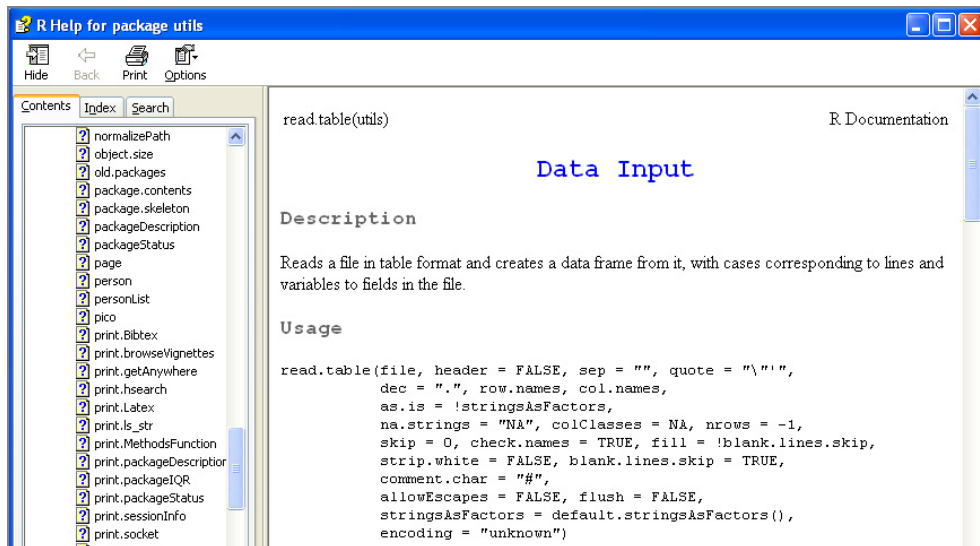 R Help for package utils
Hide Back Print Options
Contents Index Search
normalizePath
object.size
old.packages
package.contents
package.skeleton
packageDescription
packageStatus
page
person
personList
pico
print.Bibtex
print.browseVignettes
print.getAnywhere
print.hsearch
print.Latex
print.ls_str
print.MethodsFunction
print.packageDescription
print.packageIQR
print.packageStatus
print.sessionInfo
print.socket
read.table(utils) R Documentation
Data Input
Description
Reads a file in table format and creates a data frame from it, with cases corresponding to lines and
variables to fields in the file.
Usage
read.table(file, header = FALSE, sep = "", quote = "\"'",
dec = ".", row.names, col.names,
as.is = !stringsAsFactors,
na.strings = "NA", colClasses = NA, nrows = -1,
skip = 0, check.names = TRUE, fill = !blank.lines.skip,
strip.white = FALSE, blank.lines.skip = TRUE,
comment.char = "#",
allowEscapes = FALSE, flush = FALSE,
stringsAsFactors = default.stringsAsFactors(),
encoding = "unknown")